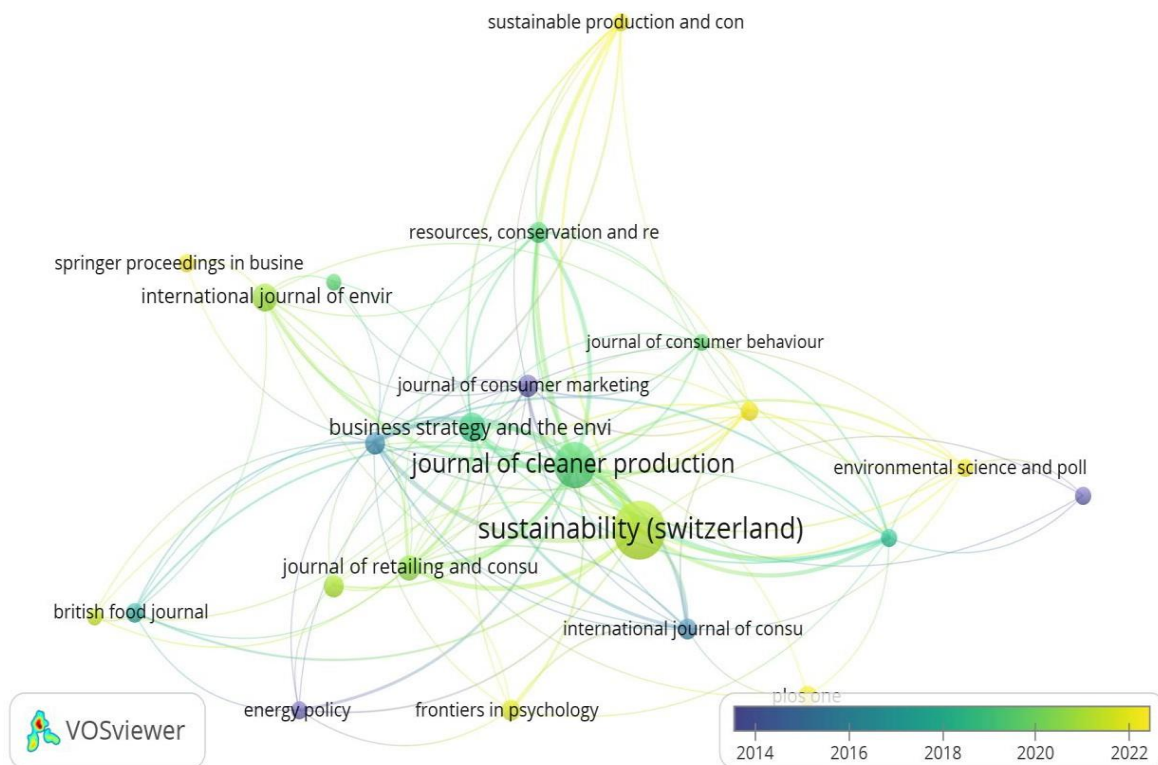 sustainable production and con
resources, conservation and re
springer proceedings in busine
international journal of envir
journal of consumer behaviour
journal of consumer marketing
business strategy and the envi
journal of cleaner production
environmental science and poll
sustainability (switzerland)
journal of retailing and consu
british food journal
international journal of consu
plos one
energy policy
frontiers in psychology
VOSviewer
2014 2016 2018 2020 2022